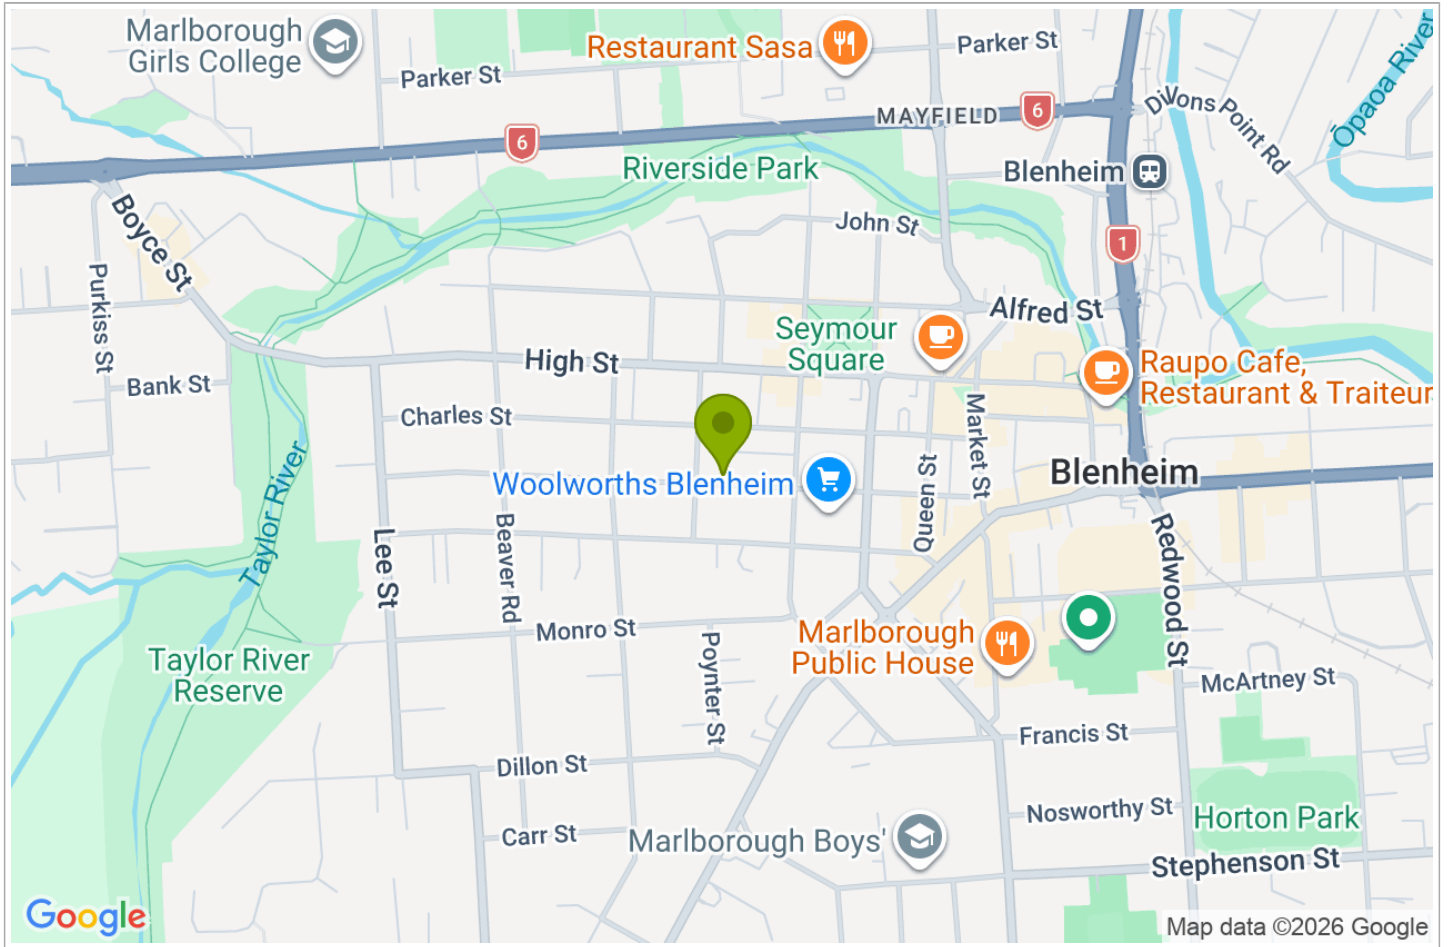 Marlborough
Girls College
Restaurant Sasa
Parker St
Parker St
6
MAYFIELD
6
Dillons Point Rd
Ōpaoa River
Riverside Park
Blenheim
John St
1
Boyce St
Purkiss St
Alfred St
Seymour
Square
High St
Bank St
Raupo Cafe,
Restaurant & Traiteur
Charles St
Market St
Woolworths Blenheim
Queen St
Blenheim
Taylor River
Lee St
Beaver Rd
Redwood St
Monro St
Poynter St
Marlborough
Public House
Taylor River
Reserve
McArtney St
Francis St
Dillon St
Nosworthy St
Horton Park
Carr St
Marlborough Boys'
Stephenson St
Google
Map data ©2026 Google